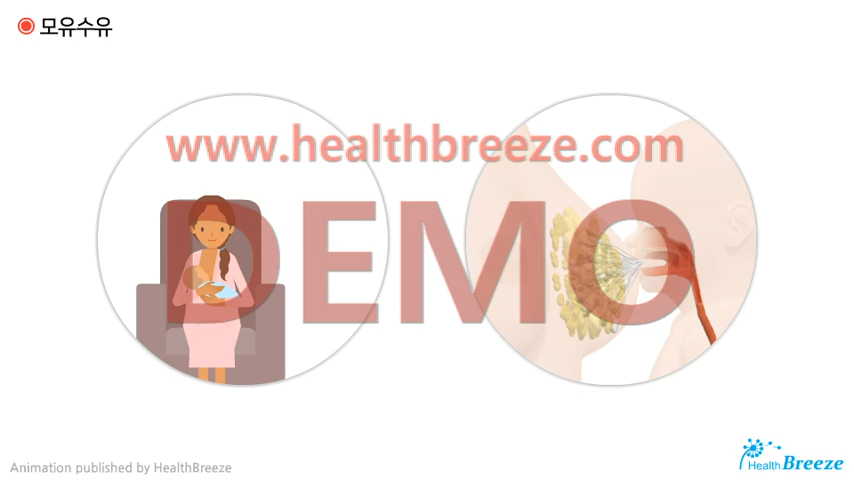 모유수유
www.healthbreeze.com
DEMO
Animation published by HealthBreeze
Health Breeze